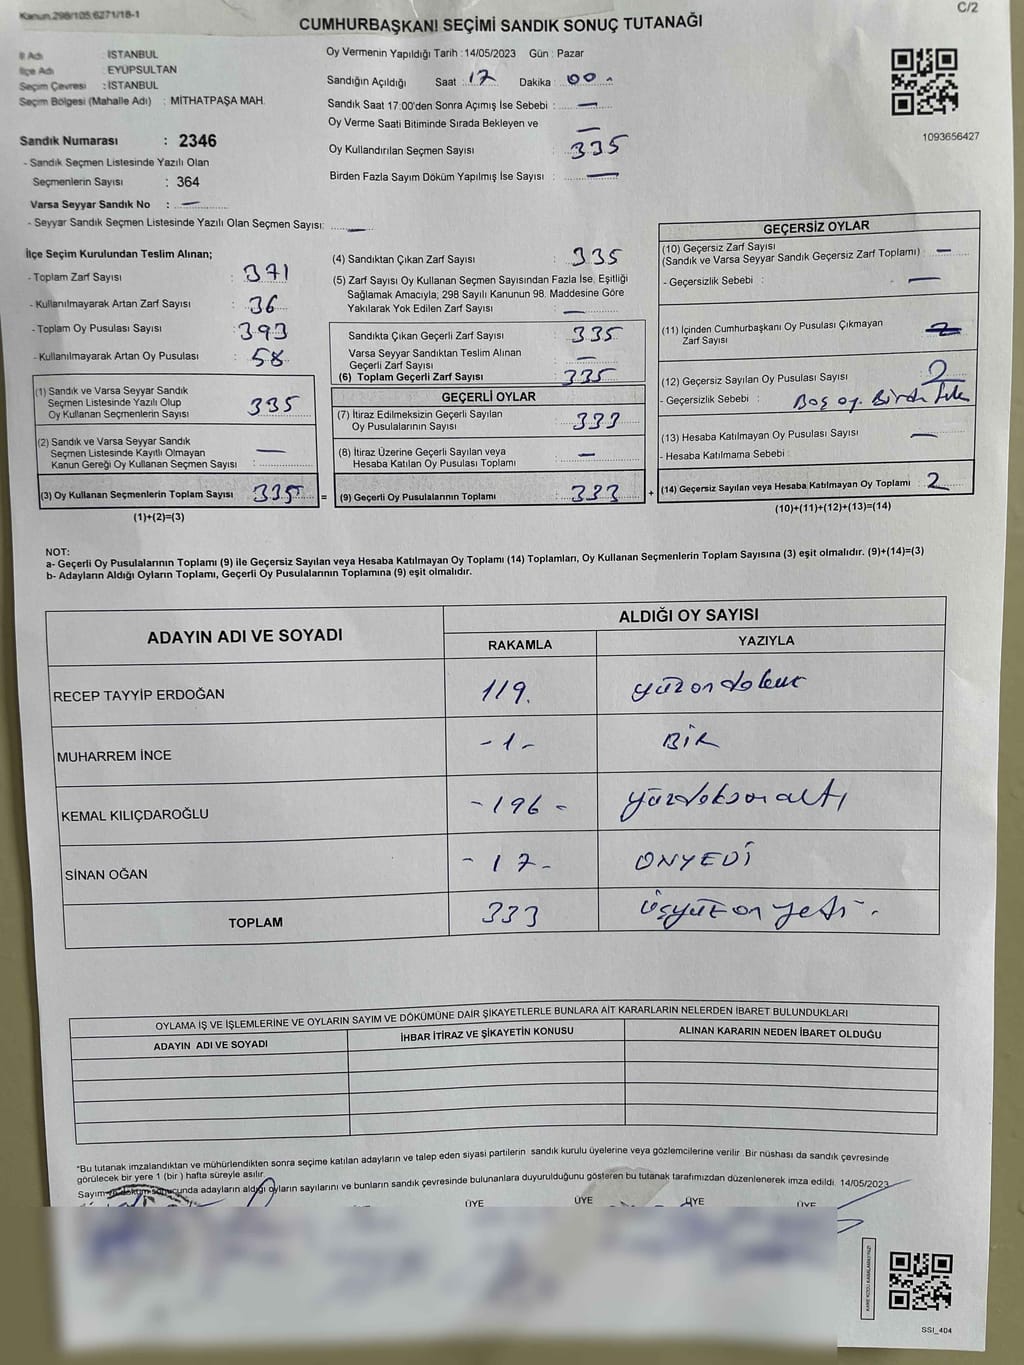 Kanun.298/105.6271/18-1
C/2
CUMHURBAŞKANI SEÇİMİ SANDIK SONUÇ TUTANAĞI
İl Adı : İSTANBUL
İlçe Adı : EYÜPSULTAN
Seçim Çevresi : İSTANBUL
Seçim Bölgesi (Mahalle Adı) : MİTHATPAŞA MAH.
Sandık Numarası : 2346
- Sandık Seçmen Listesinde Yazılı Olan
Seçmenlerin Sayısı : 364
Varsa Seyyar Sandık No : —
- Seyyar Sandık Seçmen Listesinde Yazılı Olan Seçmen Sayısı: —
Oy Vermenin Yapıldığı Tarih :14/05/2023 Gün : Pazar
Sandığın Açıldığı Saat : 17 Dakika : 00
Sandık Saat 17:00'den Sonra Açımış İse Sebebi : —
Oy Verme Saati Bitiminde Sırada Bekleyen ve : —
Oy Kullandırılan Seçmen Sayısı : 335
Birden Fazla Sayım Döküm Yapılmış İse Sayısı : —
1093656427
İlçe Seçim Kurulundan Teslim Alınan;
- Toplam Zarf Sayısı : 371
- Kullanılmayarak Artan Zarf Sayısı : 36
- Toplam Oy Pusulası Sayısı : 393
- Kullanılmayarak Artan Oy Pusulası : 58
(1) Sandık ve Varsa Seyyar Sandık
Seçmen Listesinde Yazılı Olup
Oy Kullanan Seçmenlerin Sayısı : 335
(2) Sandık ve Varsa Seyyar Sandık
Seçmen Listesinde Kayıtlı Olmayan
Kanun Gereği Oy Kullanan Seçmen Sayısı : —
(3) Oy Kullanan Seçmenlerin Toplam Sayısı : 335
(1)+(2)=(3)
(4) Sandıktan Çıkan Zarf Sayısı : 335
(5) Zarf Sayısı Oy Kullanan Seçmen Sayısından Fazla İse, Eşitliği
Sağlamak Amacıyla, 298 Sayılı Kanunun 98. Maddesine Göre
Yakılarak Yok Edilen Zarf Sayısı : —
Sandıkta Çıkan Geçerli Zarf Sayısı : 335
Varsa Seyyar Sandıktan Teslim Alınan
Geçerli Zarf Sayısı : —
(6) Toplam Geçerli Zarf Sayısı : 335
GEÇERLİ OYLAR
(7) İtiraz Edilmeksizin Geçerli Sayılan
Oy Pusulalarının Sayısı : 333
(8) İtiraz Üzerine Geçerli Sayılan veya
Hesaba Katılan Oy Pusulası Toplamı : —
= (9) Geçerli Oy Pusulalarının Toplamı : 333 +
GEÇERSİZ OYLAR
(10) Geçersiz Zarf Sayısı
(Sandık ve Varsa Seyyar Sandık Geçersiz Zarf Toplamı) : —
- Geçersizlik Sebebi : —
(11) İçinden Cumhurbaşkanı Oy Pusulası Çıkmayan
Zarf Sayısı
(12) Geçersiz Sayılan Oy Pusulası Sayısı : 2
- Geçersizlik Sebebi : Boş oy.
(13) Hesaba Katılmayan Oy Pusulası Sayısı : —
- Hesaba Katılmama Sebebi :
(14) Geçersiz Sayılan veya Hesaba Katılmayan Oy Toplamı : 2
(10)+(11)+(12)+(13)=(14)
NOT:
a- Geçerli Oy Pusulalarının Toplamı (9) ile Geçersiz Sayılan veya Hesaba Katılmayan Oy Toplamı (14) Toplamları, Oy Kullanan Seçmenlerin Toplam Sayısına (3) eşit olmalıdır. (9)+(14)=(3)
b- Adayların Aldığı Oyların Toplamı, Geçerli Oy Pusulalarının Toplamına (9) eşit olmalıdır.
ADAYIN ADI VE SOYADI
ALDIĞI OY SAYISI
RAKAMLA YAZIYLA
RECEP TAYYİP ERDOĞAN 119. yüzondokuz
MUHARREM İNCE -1- BİR
KEMAL KILIÇDAROĞLU -196- yüzdoksanaltı
SİNAN OĞAN -17- ONYEDİ
TOPLAM 333 üçyüzonyedi.
OYLAMA İŞ VE İŞLEMLERİNE VE OYLARIN SAYIM VE DÖKÜMÜNE DAİR ŞİKAYETLERLE BUNLARA AİT KARARLARIN NELERDEN İBARET BULUNDUKLARI
ADAYIN ADI VE SOYADI İHBAR İTİRAZ VE ŞİKAYETİN KONUSU ALINAN KARARIN NEDEN İBARET OLDUĞU
*Bu tutanak imzalandıktan ve mühürlendikten sonra seçime katılan adayların ve talep eden siyasi partilerin sandık kurulu üyelerine veya gözlemcilerine verilir. Bir nüshası da sandık çevresinde
görülecek bir yere 1 (bir ) hafta süreyle asılır.
Sayım ve döküm sonucunda adayların aldığı oyların sayılarını ve bunların sandık çevresinde bulunanlara duyurulduğunu gösteren bu tutanak tarafımızdan düzenlenerek imza edildi. 14/05/2023
ÜYE ÜYE ÜYE ÜYE
SSI_404